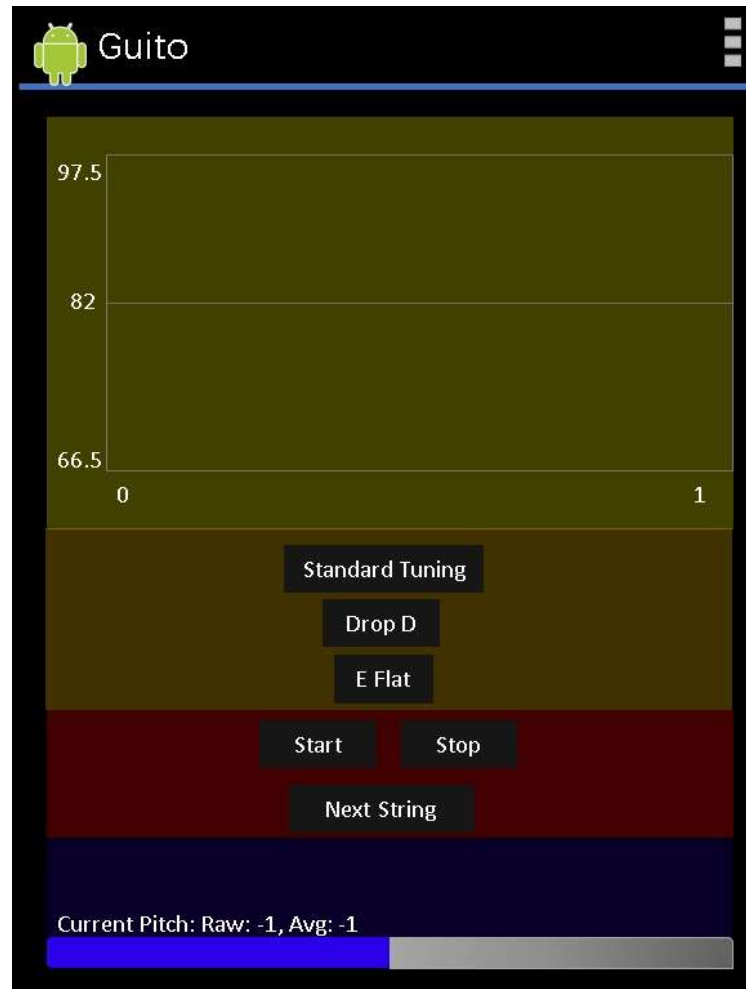 Guito
97.5
82
66.5
0 1
Standard Tuning
Drop D
E Flat
Start Stop
Next String
Current Pitch: Raw: -1, Avg: -1